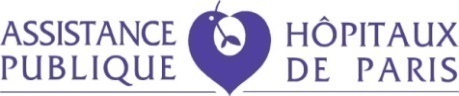 ASSISTANCE
PUBLIQUE
HÔPITAUX
DE PARIS